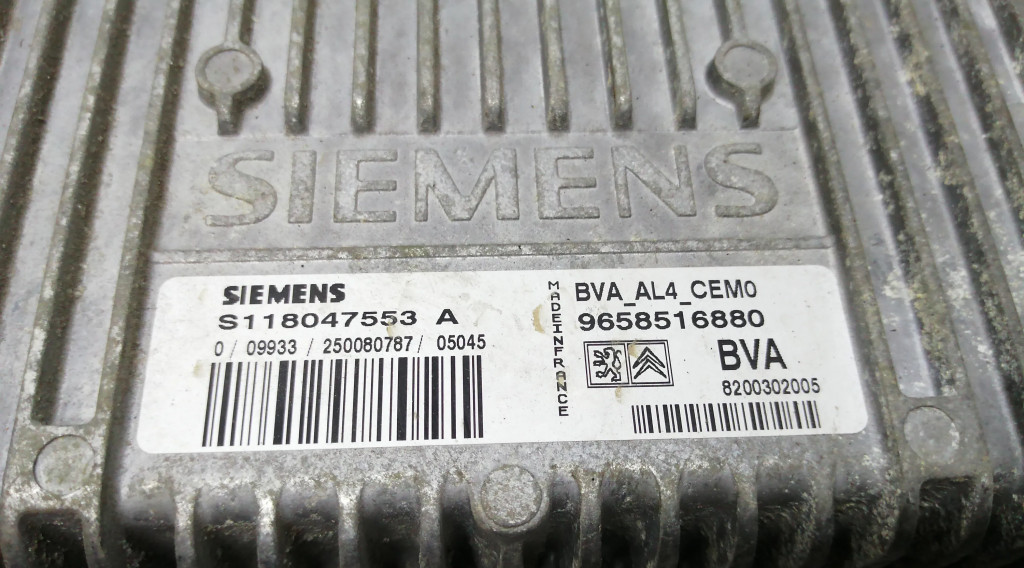 SIEMENS
SIEMENS
S118047553 A
0 / 09933 / 250080787 / 05045
MADEINFRANCE
BVA_AL4_CEM0
9658516880
BVA
8200302005